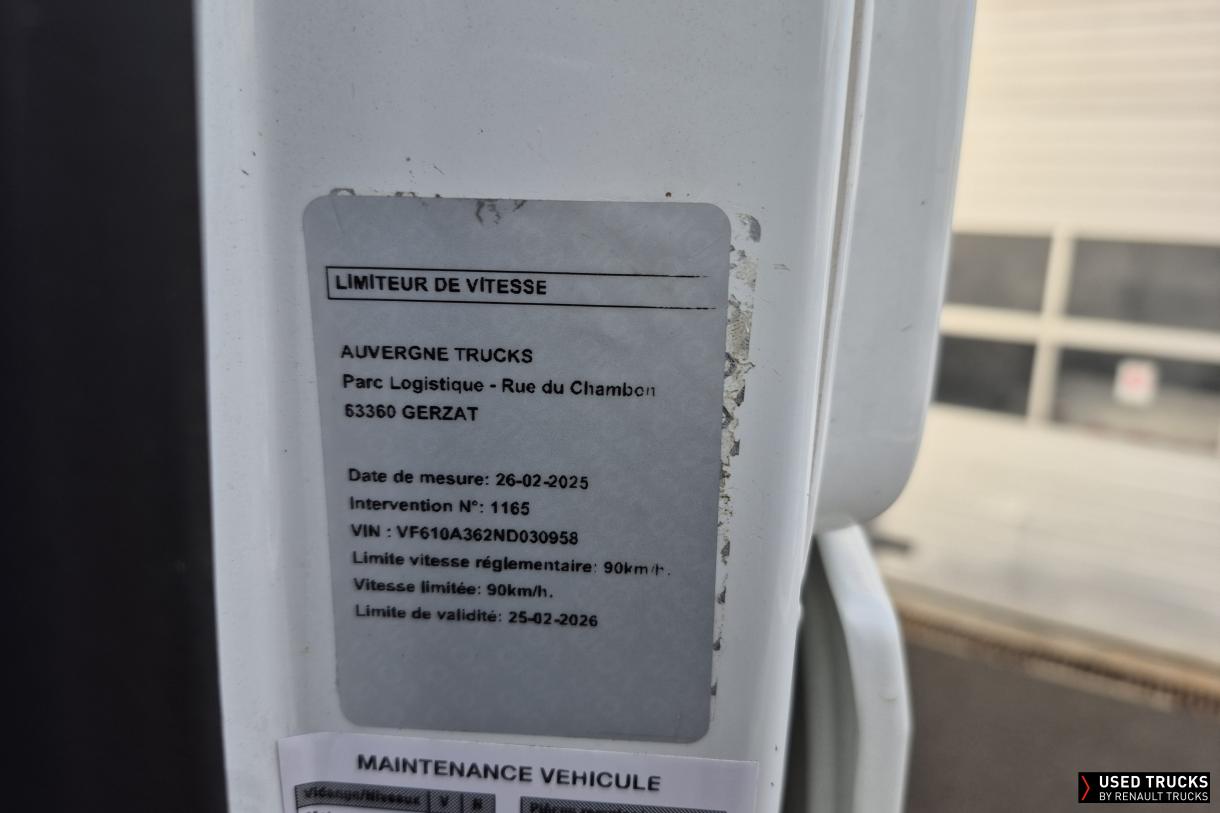 LIMITEUR DE VITESSE
AUVERGNE TRUCKS
Parc Logistique - Rue du Chambon
63360 GERZAT
Date de mesure: 26-02-2025
Intervention N°: 1165
VIN : VF610A362ND030958
Limite vitesse réglementaire: 90km/h.
Vitesse limitée: 90km/h.
Limite de validité: 25-02-2026
MAINTENANCE VEHICULE
Vidange/Niveaux V N
USED TRUCKS
BY RENAULT TRUCKS